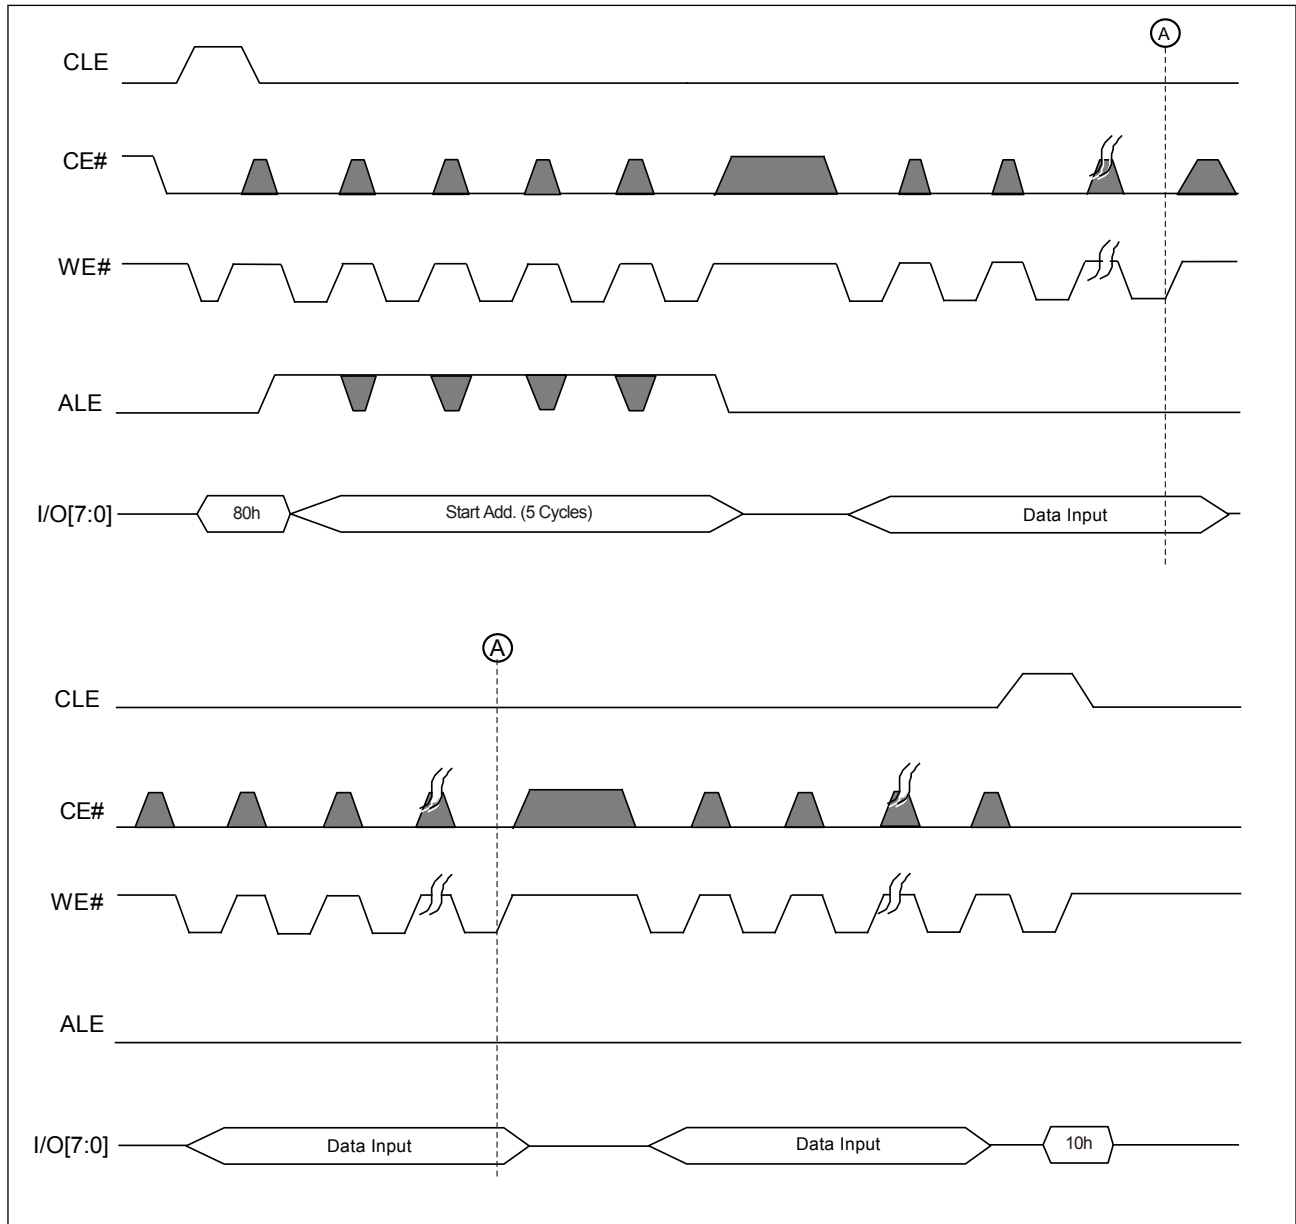 A
CLE
CE#
WE#
ALE
I/O[7:0] 80h Start Add. (5 Cycles) Data Input
A
CLE
CE#
WE#
ALE
I/O[7:0] Data Input Data Input 10h